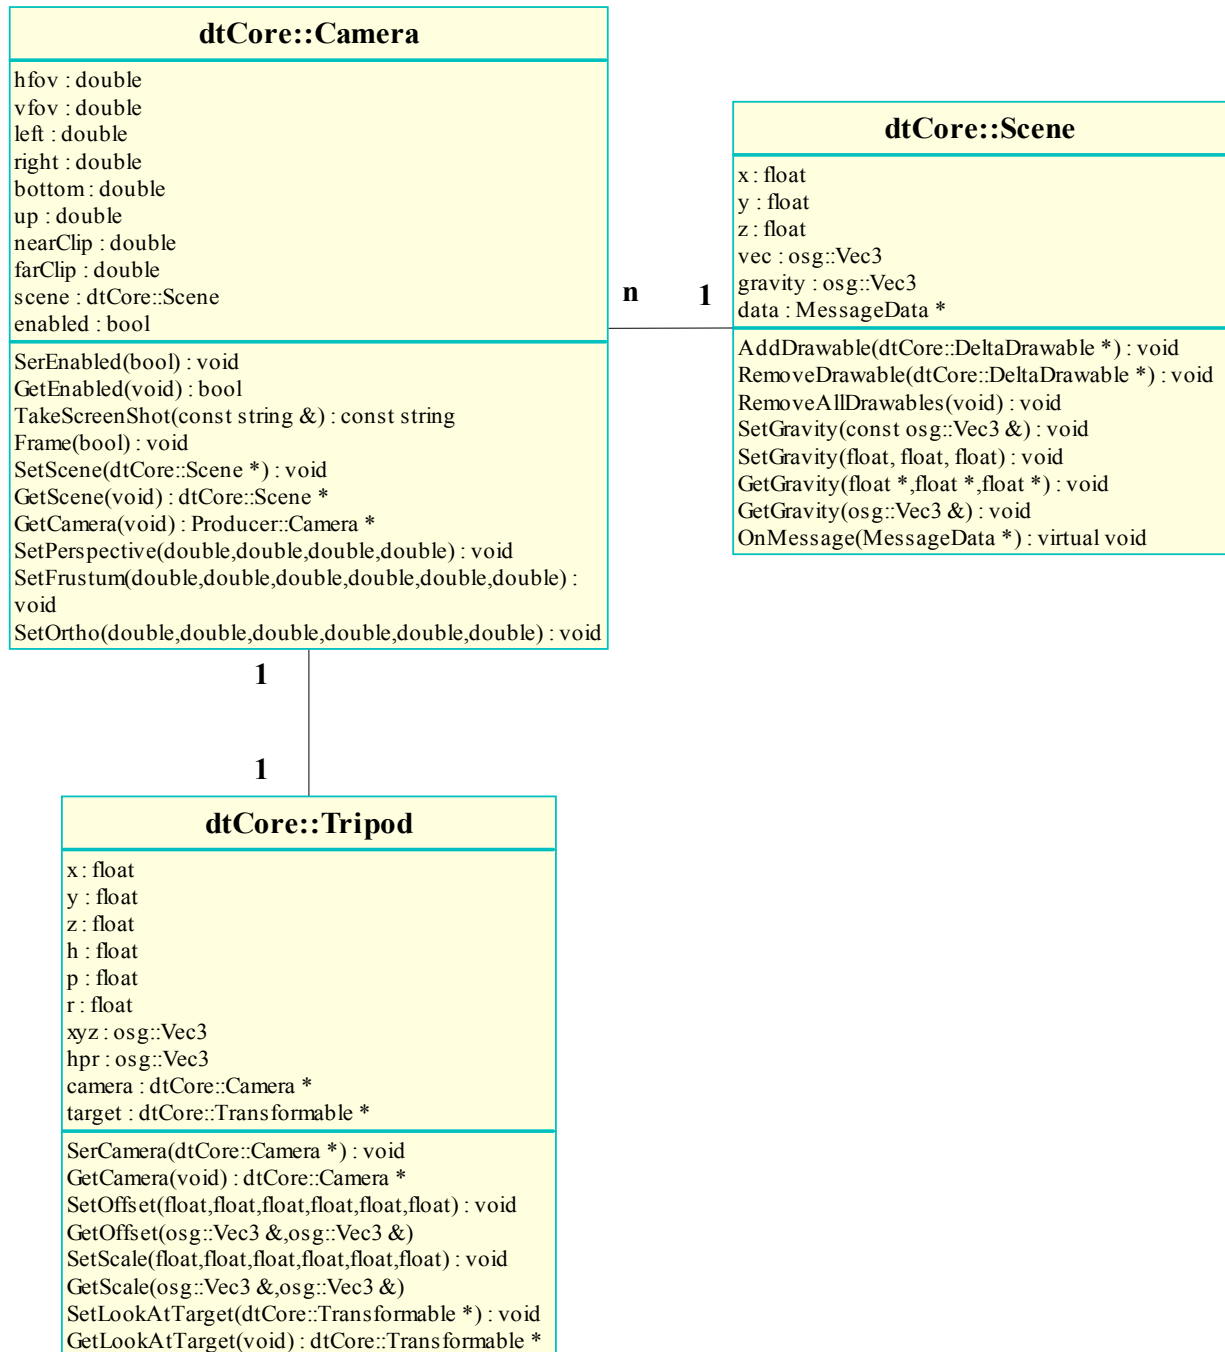 dtCore::Camera
hfov : double
vfov : double
left : double
right : double
bottom : double
up : double
nearClip : double
farClip : double
scene : dtCore::Scene
enabled : bool
SerEnabled(bool) : void
GetEnabled(void) : bool
TakeScreenShot(const string &) : const string
Frame(bool) : void
SetScene(dtCore::Scene *) : void
GetScene(void) : dtCore::Scene *
GetCamera(void) : Producer::Camera *
SetPerspective(double,double,double,double) : void
SetFrustum(double,double,double,double,double,double) :
void
SetOrtho(double,double,double,double,double,double) : void
n 1
dtCore::Scene
x : float
y : float
z : float
vec : osg::Vec3
gravity : osg::Vec3
data : MessageData *
AddDrawable(dtCore::DeltaDrawable *) : void
RemoveDrawable(dtCore::DeltaDrawable *) : void
RemoveAllDrawables(void) : void
SetGravity(const osg::Vec3 &) : void
SetGravity(float, float, float) : void
GetGravity(float *,float *,float *) : void
GetGravity(osg::Vec3 &) : void
OnMessage(MessageData *) : virtual void
1
1
dtCore::Tripod
x : float
y : float
z : float
h : float
p : float
r : float
xyz : osg::Vec3
hpr : osg::Vec3
camera : dtCore::Camera *
target : dtCore::Transformable *
SerCamera(dtCore::Camera *) : void
GetCamera(void) : dtCore::Camera *
SetOffset(float,float,float,float,float,float) : void
GetOffset(osg::Vec3 &,osg::Vec3 &)
SetScale(float,float,float,float,float,float) : void
GetScale(osg::Vec3 &,osg::Vec3 &)
SetLookAtTarget(dtCore::Transformable *) : void
GetLookAtTarget(void) : dtCore::Transformable *